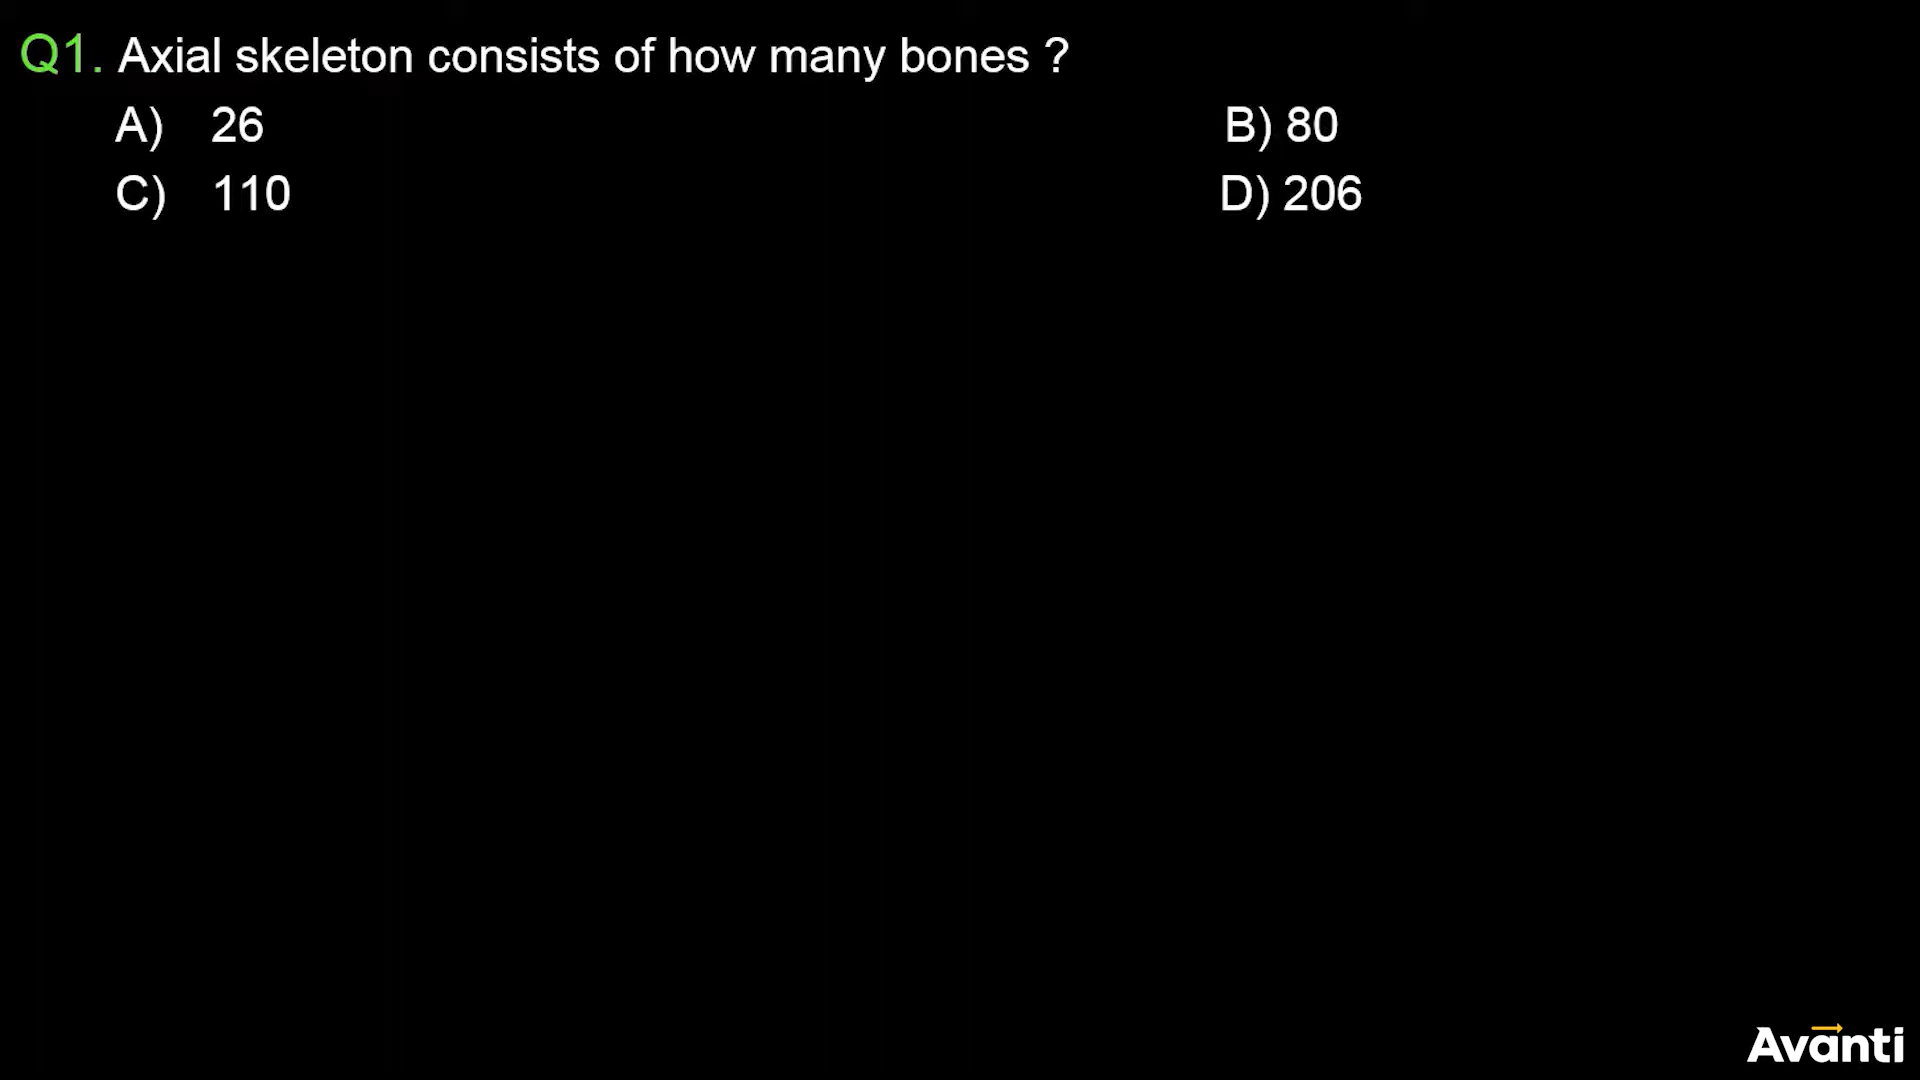 Q1. Axial skeleton consists of how many bones ?
A) 26 B) 80
C) 110 D) 206
Avanti